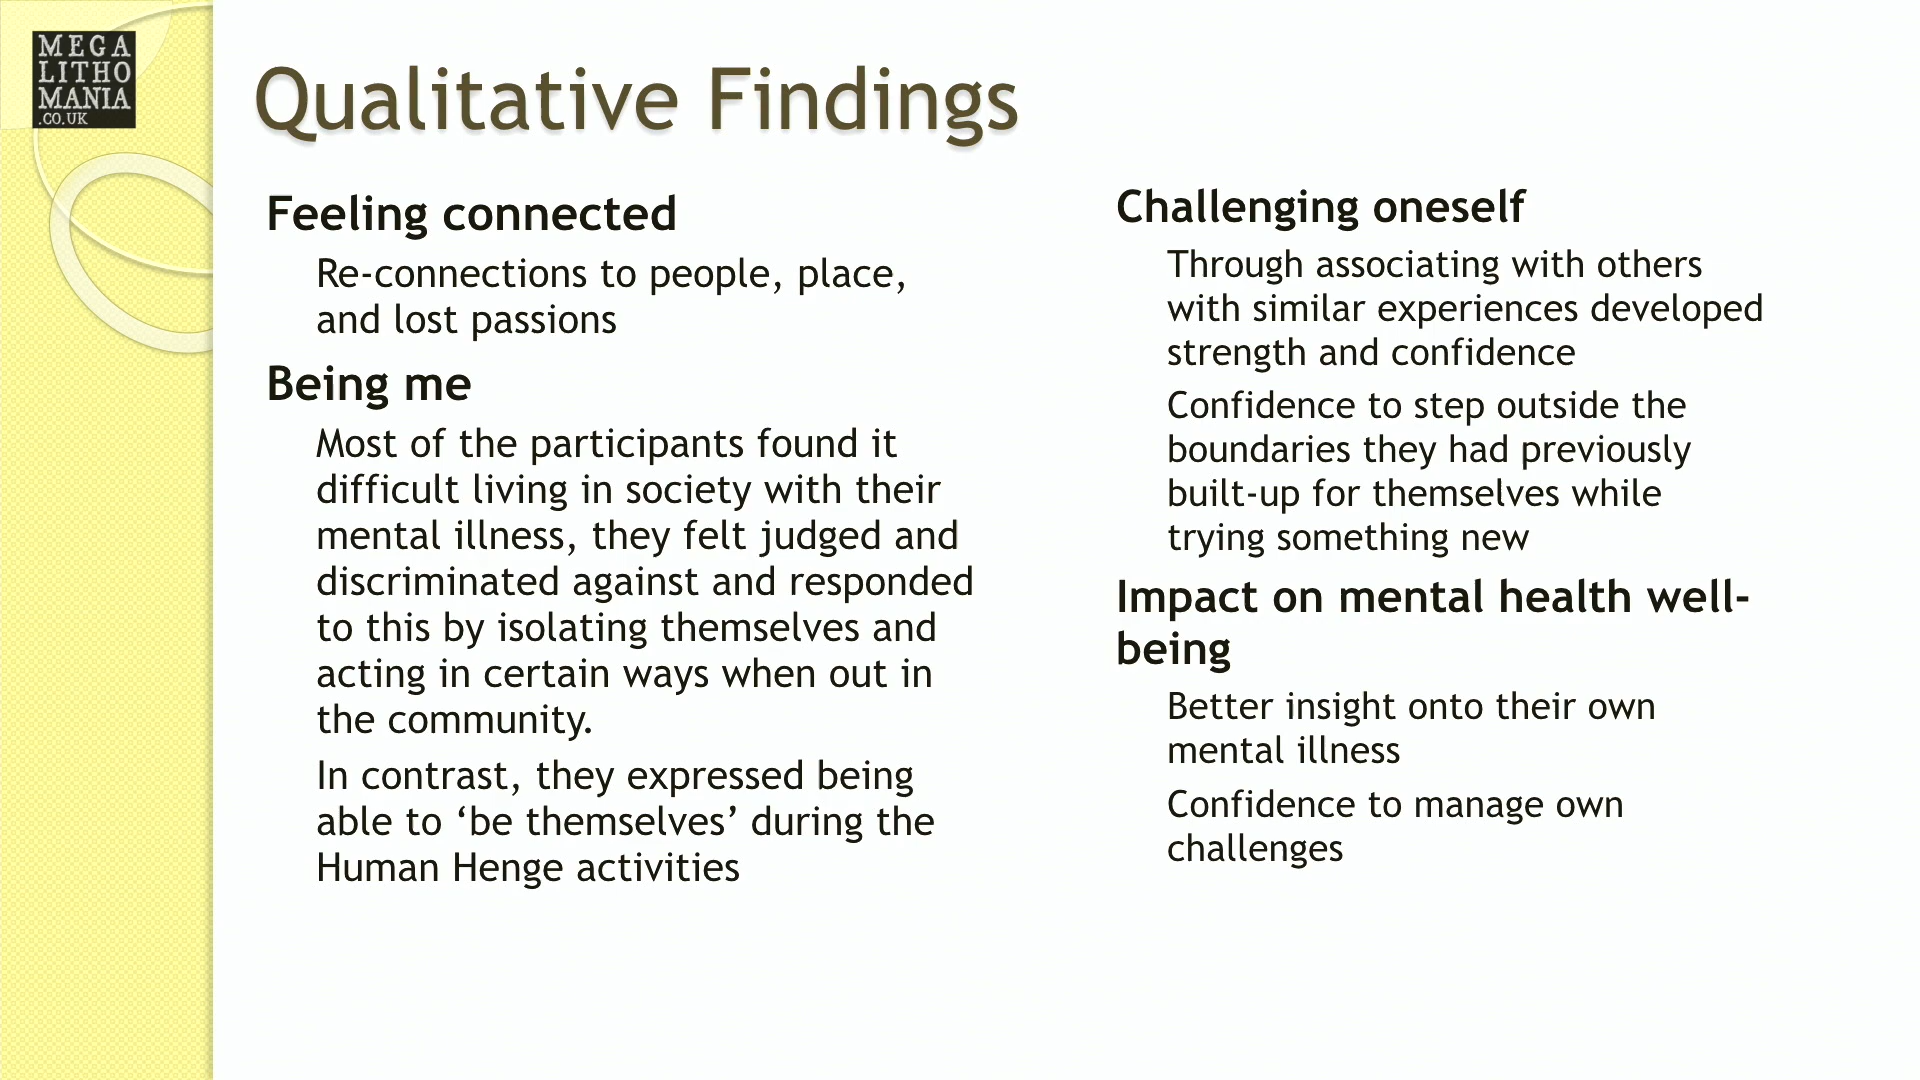 MEGA
LITHO
MANIA
.CO.UK
Qualitative Findings
Feeling connected
Re-connections to people, place,
and lost passions
Being me
Most of the participants found it
difficult living in society with their
mental illness, they felt judged and
discriminated against and responded
to this by isolating themselves and
acting in certain ways when out in
the community.
In contrast, they expressed being
able to ‘be themselves’ during the
Human Henge activities
Challenging oneself
Through associating with others
with similar experiences developed
strength and confidence
Confidence to step outside the
boundaries they had previously
built-up for themselves while
trying something new
Impact on mental health well-
being
Better insight onto their own
mental illness
Confidence to manage own
challenges